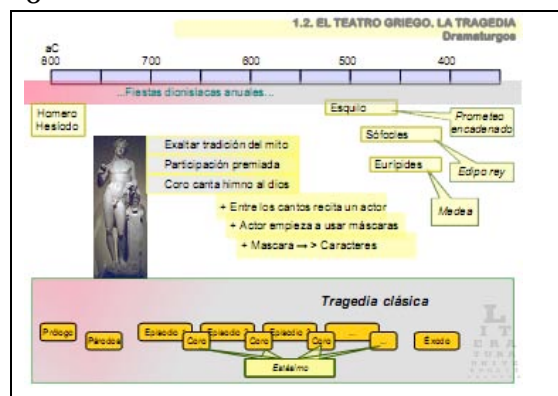 1.2. EL TEATRO GRIEGO. LA TRAGEDIA
Dramaturgos
aC
800 700 600 500 400
...Fiestas dionisíacas anuales...
Homero
Hesíodo
Esquilo
Prometeo
encadenado
Sófocles
Edipo rey
Eurípides
Medea
Exaltar tradición del mito
Participación premiada
Coro canta himno al dios
+ Entre los cantos recita un actor
+ Actor empieza a usar máscaras
+ Mascara → > Caracteres
Tragedia clásica
Prólogo
Párodos
Episodio 1
Coro
Episodio 2
Coro
Episodio 3
Coro
...
...
Éxodo
Estásimo
L
I T
E R
A T U